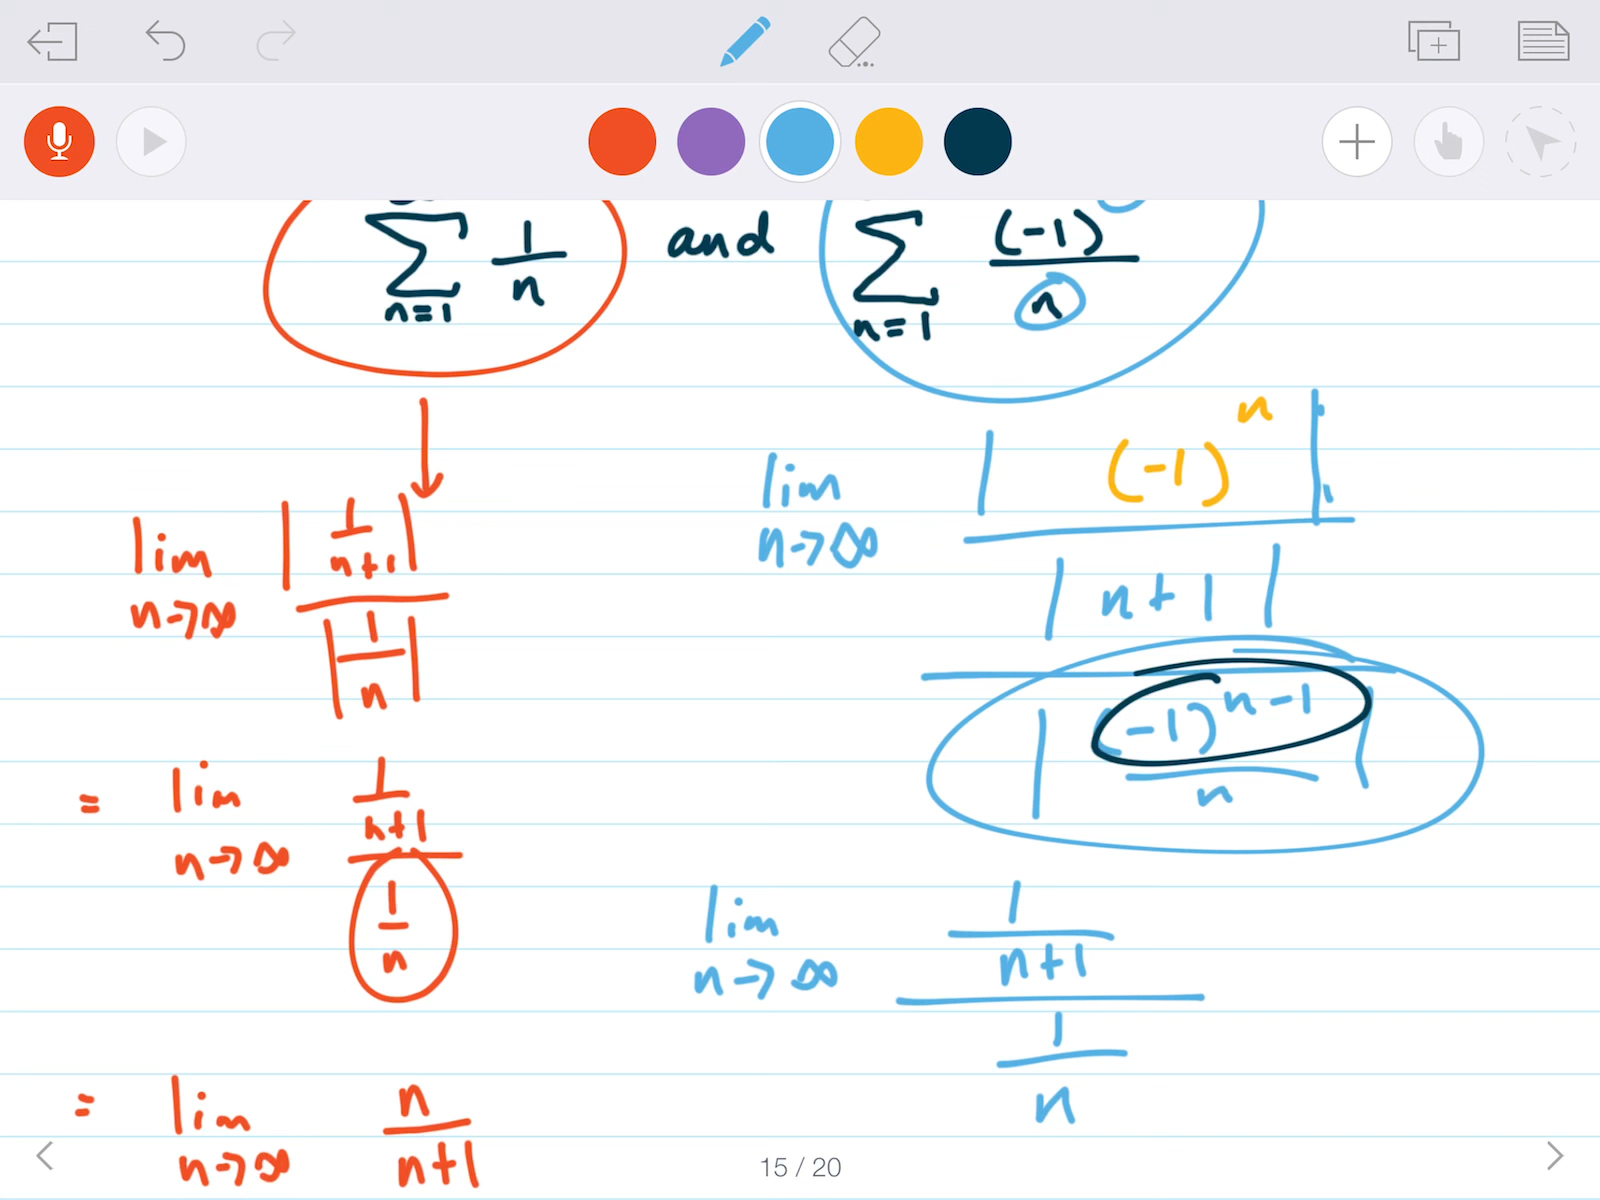 ∑ 1/n and ∑ (-1)/n
n=1 n=1
lim |1/(n+1)| / |1/n|
n→∞
= lim (1/(n+1)) / (1/n)
n→∞
= lim n/(n+1)
n→∞
lim |(-1)^n| / |n+1| / |(-1)^(n-1)/n|
n→∞
lim (1/(n+1)) / (1/n)
n→∞
15 / 20